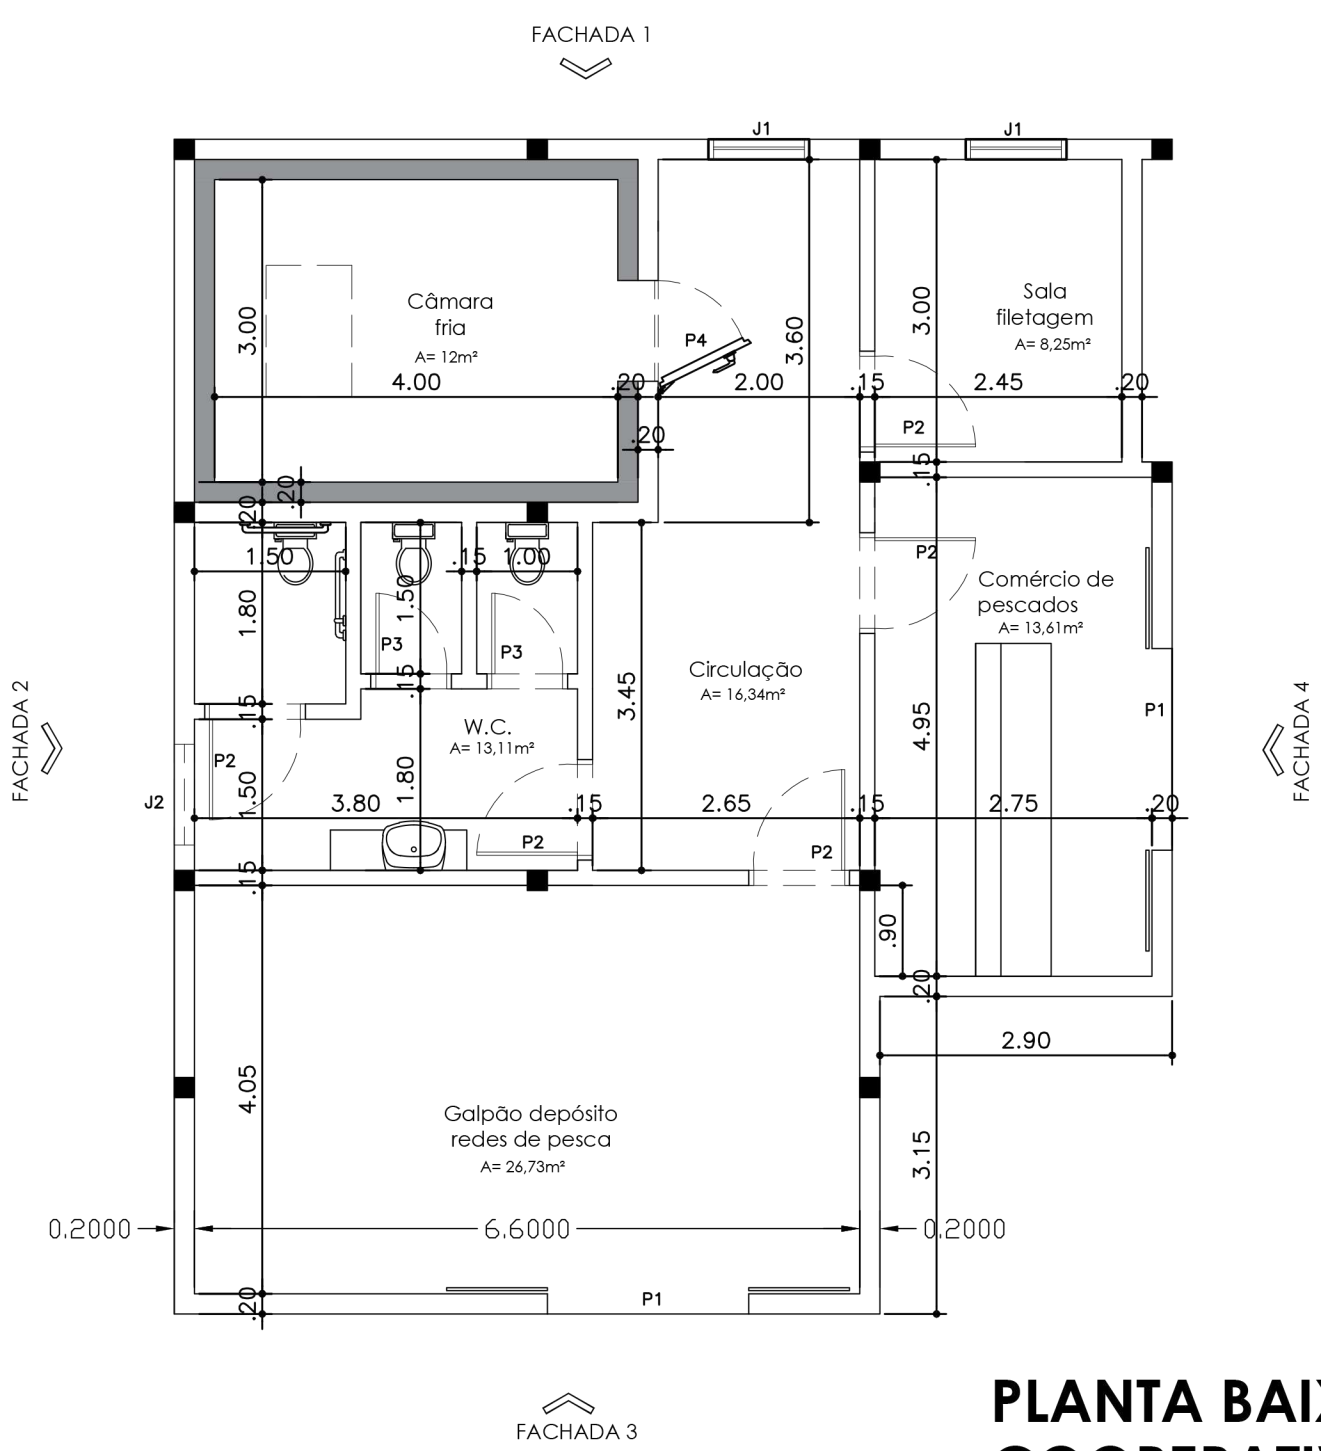 FACHADA 1
J1
J1
Câmara
fria
A= 12m²
3.00
4.00
.20
.20
.20
.20
P4
2.00
3.60
.15
3.00
Sala
filetagem
A= 8,25m²
2.45
.20
P2
.15
1.50
1.80
.15
1.00
1.50
P3
P3
.15
.15
W.C.
A= 13,11m²
3.45
Circulação
A= 16,34m²
P2
Comércio de
pescados
A= 13,61m²
P1
4.95
FACHADA 2
FACHADA 4
J2
P2
1.50
1.80
3.80
.15
2.65
.15
2.75
.20
P2
P2
.15
.90
.20
2.90
4.05
Galpão depósito
redes de pesca
A= 26,73m²
3.15
0.2000
6.6000
0.2000
.20
P1
FACHADA 3
PLANTA BAIX